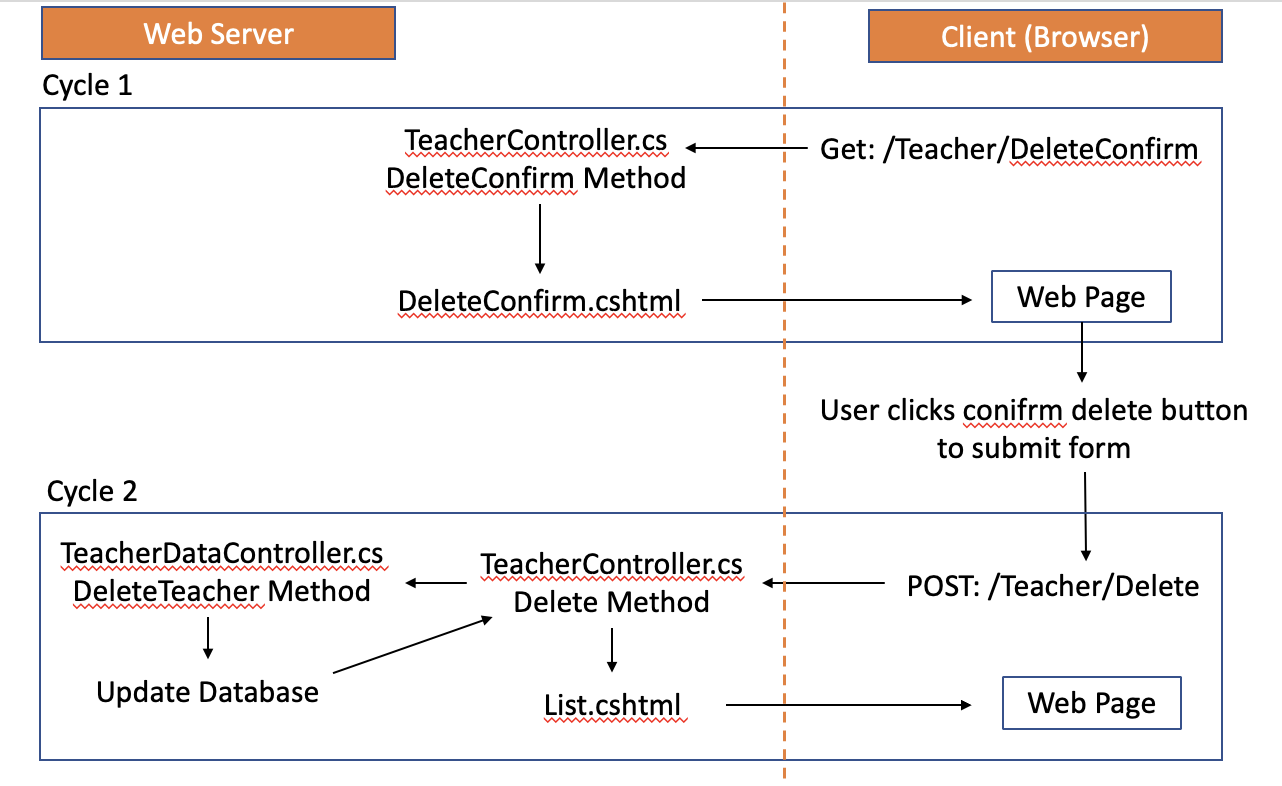 Web Server
Client (Browser)
Cycle 1
TeacherController.cs
DeleteConfirm Method
Get: /Teacher/DeleteConfirm
DeleteConfirm.cshtml
Web Page
User clicks conifrm delete button
to submit form
Cycle 2
TeacherDataController.cs
DeleteTeacher Method
TeacherController.cs
Delete Method
POST: /Teacher/Delete
Update Database
List.cshtml
Web Page